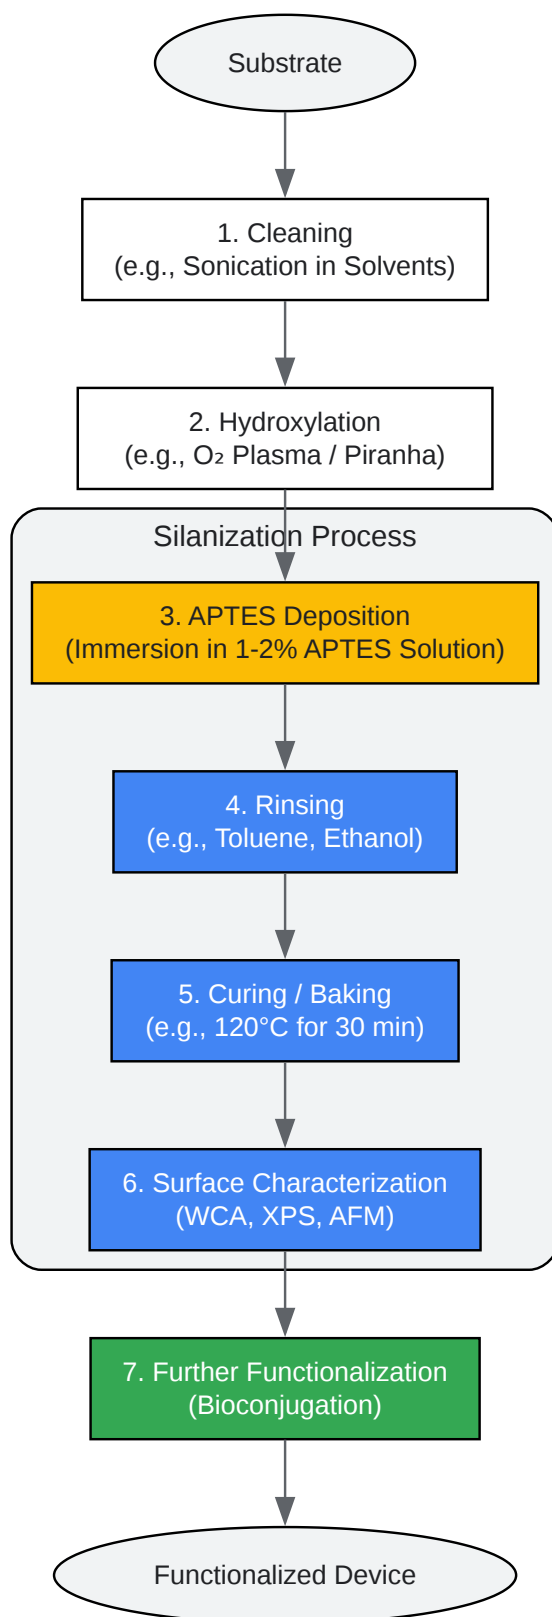 Substrate
1. Cleaning
(e.g., Sonication in Solvents)
2. Hydroxylation
(e.g., O₂ Plasma / Piranha)
Silanization Process
3. APTES Deposition
(Immersion in 1-2% APTES Solution)
4. Rinsing
(e.g., Toluene, Ethanol)
5. Curing / Baking
(e.g., 120°C for 30 min)
6. Surface Characterization
(WCA, XPS, AFM)
7. Further Functionalization
(Bioconjugation)
Functionalized Device